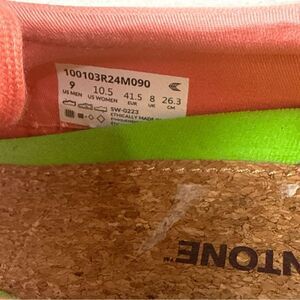 100103R24M090
9 10.5 41.5 8 26.3
US MEN US WOMEN EUR UK CM
SW-0223
ETHICALLY MADE
NTONE™